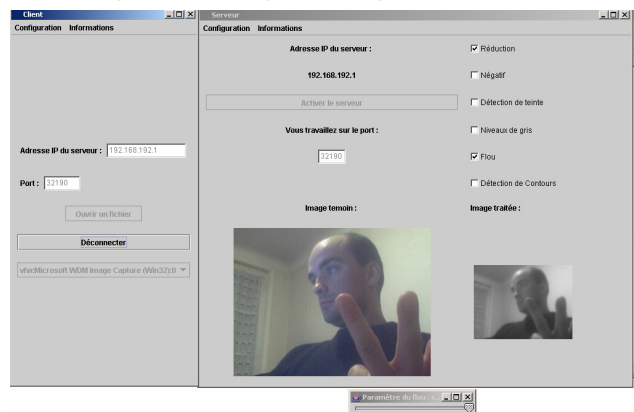 Client
Configuration Informations
Adresse IP du serveur : 192.168.192.1
Port : 32190
Ouvrir un fichier
Déconnecter
vfw:Microsoft WDM Image Capture (Win32):0
Serveur
Configuration Informations
Adresse IP du serveur :
192.168.192.1
Activer le serveur
Vous travaillez sur le port :
32190
Réduction
Négatif
Détection de teinte
Niveaux de gris
Flou
Détection de Contours
Image temoin :
Image traitée :
Paramètre du flou : s...